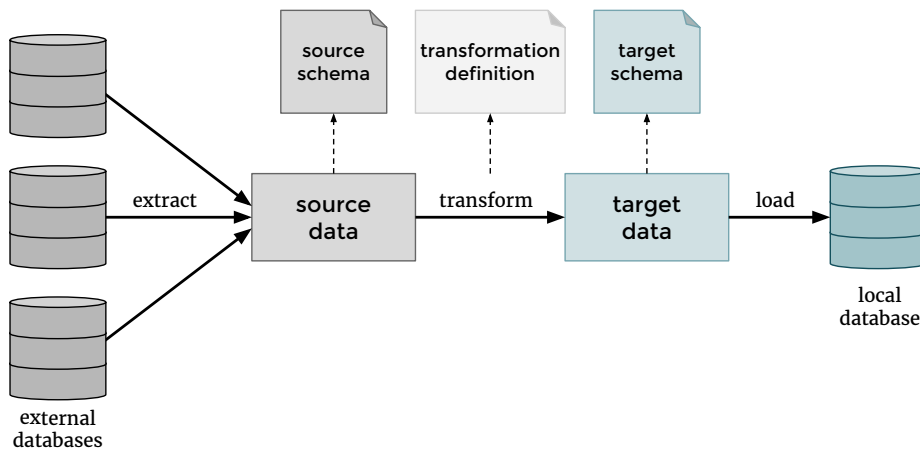 source
schema
transformation
definition
target
schema
extract
source
data
transform
target
data
load
local
database
external
databases